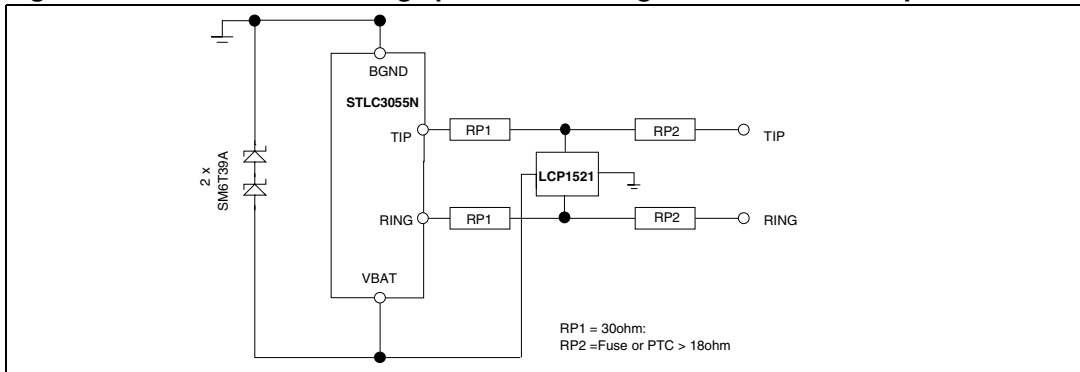 BGND
STLC3055N
TIP
RP1
RP2
TIP
2 x
SM6T39A
LCP1521
RING
RP1
RP2
RING
VBAT
RP1 = 30ohm:
RP2 =Fuse or PTC > 18ohm